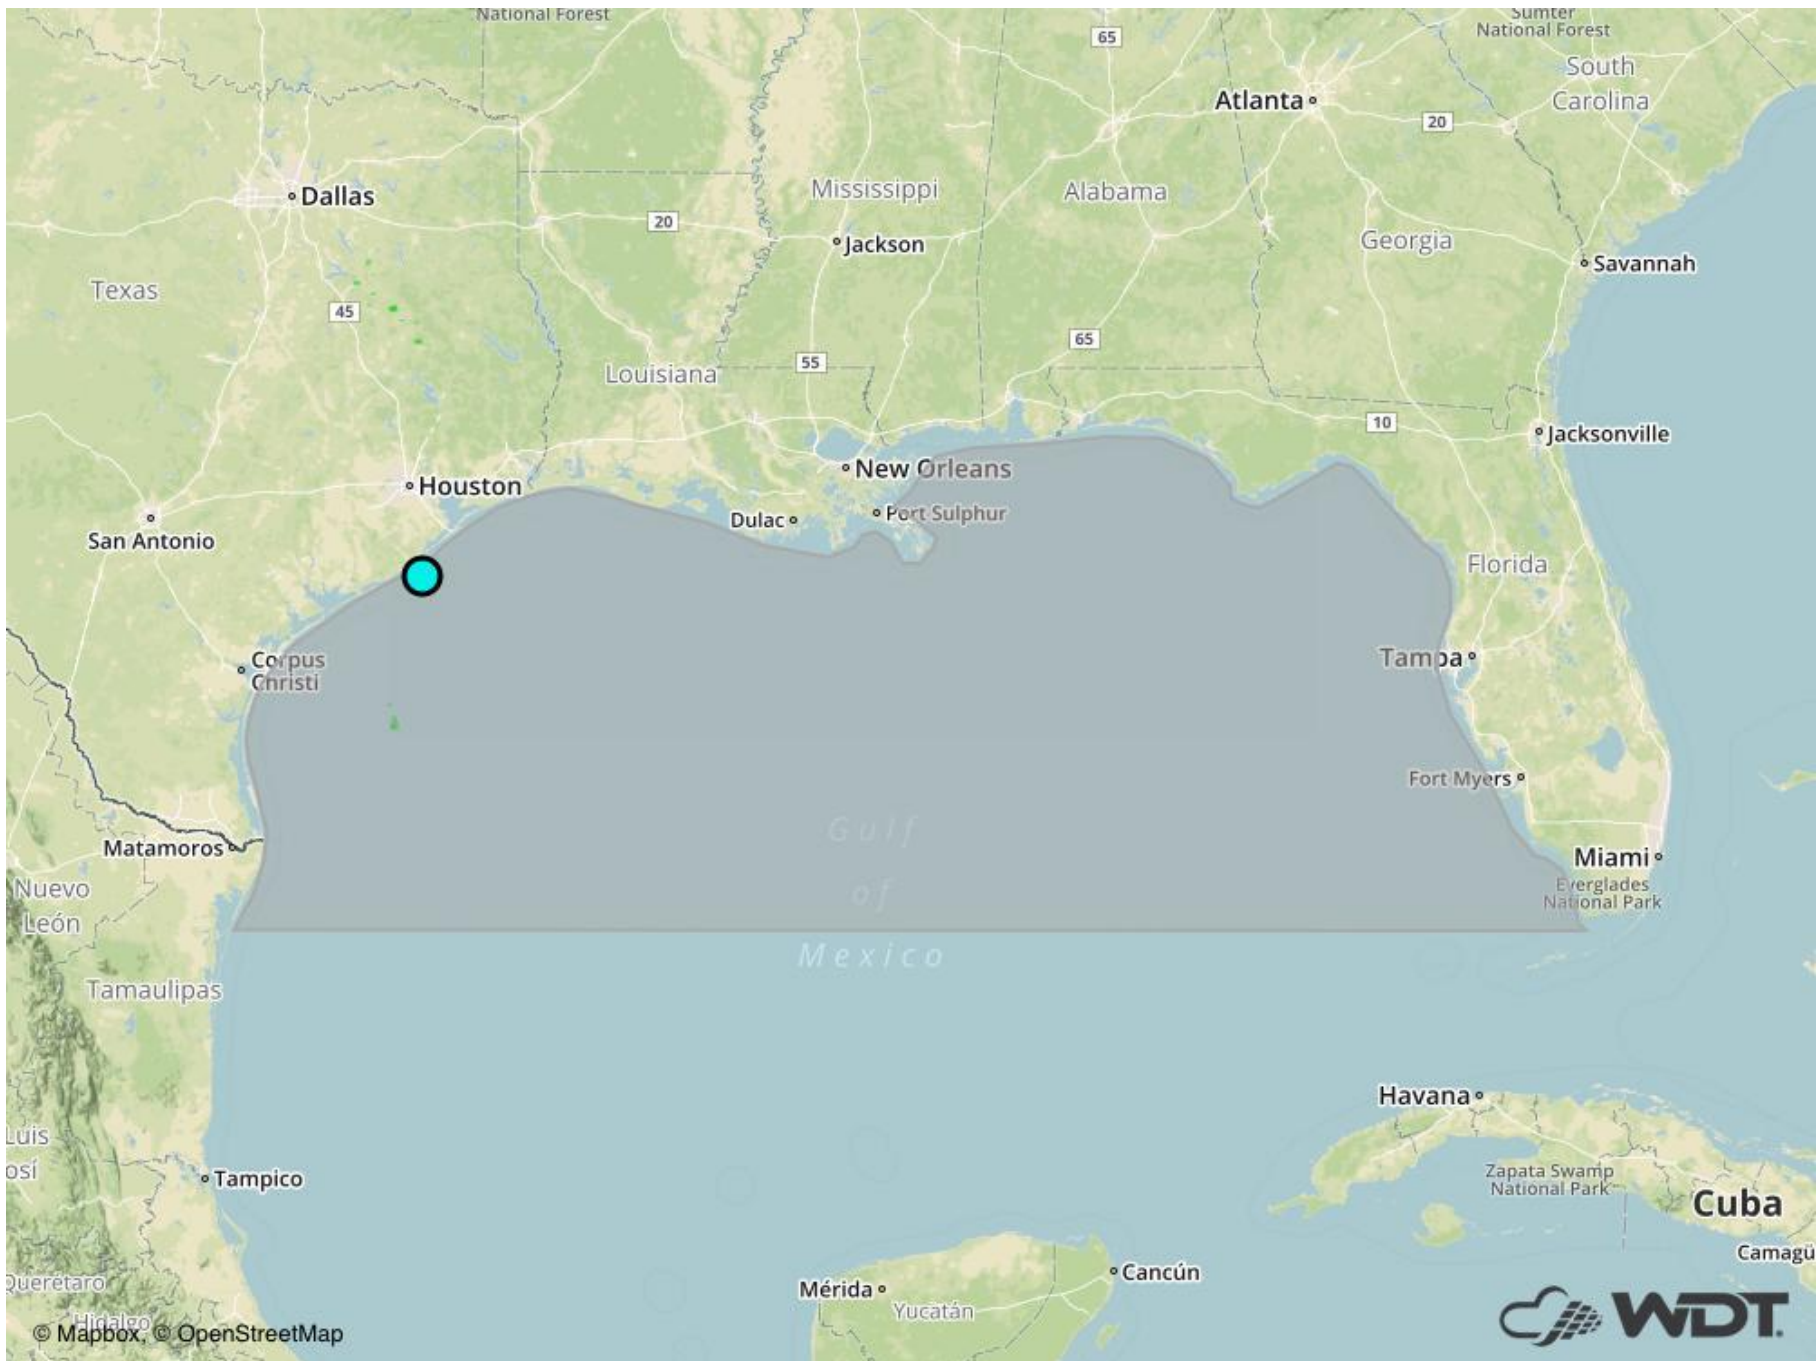 National Forest
65
Sumter
National Forest
South
Carolina
Atlanta
20
Dallas
Mississippi
Alabama
20
Jackson
Georgia
Savannah
Texas
45
65
55
Louisiana
10
Jacksonville
New Orleans
Houston
Port Sulphur
Dulac
San Antonio
Florida
Corpus
Christi
Tampa
Fort Myers
Gulf
of
Mexico
Matamoros
Miami
Everglades
National Park
Nuevo
León
Tamaulipas
Havana
Luis
osí
Tampico
Zapata Swamp
National Park
Cuba
Camagü
Cancún
Mérida
Yucatán
Querétaro
Hidalgo
© Mapbox, © OpenStreetMap
WDT